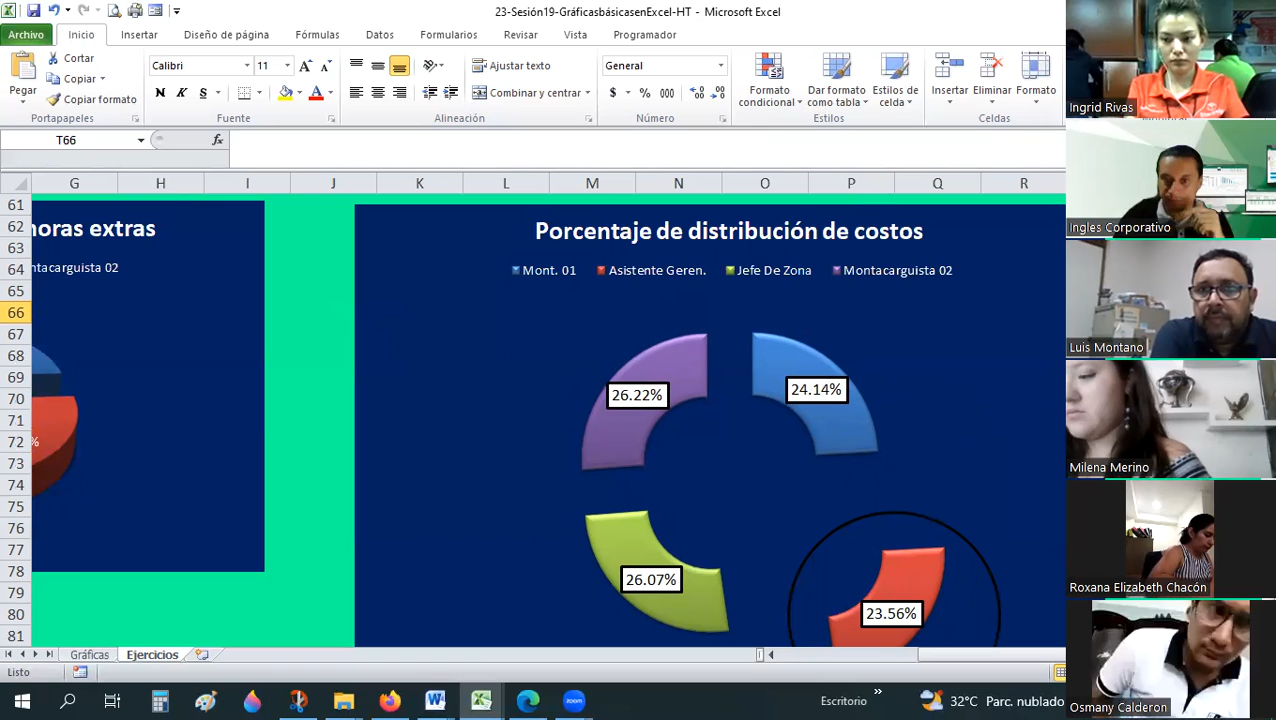 23-Sesión19-GráficasbásicasenExcel-HT - Microsoft Excel
Archivo Inicio Insertar Diseño de página Fórmulas Datos Formularios Revisar Vista Programador
Pegar
Cortar
Copiar
Copiar formato
Portapapeles
Calibri 11
N K S
Fuente
Ajustar texto
Combinar y centrar
Alineación
General
$ % 000
Número
Formato condicional
Dar formato como tabla
Estilos de celda
Estilos
Insertar Eliminar Formato
Celdas
T66 fx
G H I J K M N O P Q R
61
62
63
64
65
66
67
68
69
70
71
72
73
74
75
76
77
78
79
80
81
horas extras
ntacarguista 02
%
Porcentaje de distribución de costos
Mont. 01 Asistente Geren. Jefe De Zona Montacarguista 02
26.22%
24.14%
26.07%
23.56%
Gráficas Ejercicios
Listo
zoom
Escritorio
32°C Parc. nublado
Ingrid Rivas
Ingles Corporativo
Luis Montano
Milena Merino
Roxana Elizabeth Chacón
Osmany Calderon